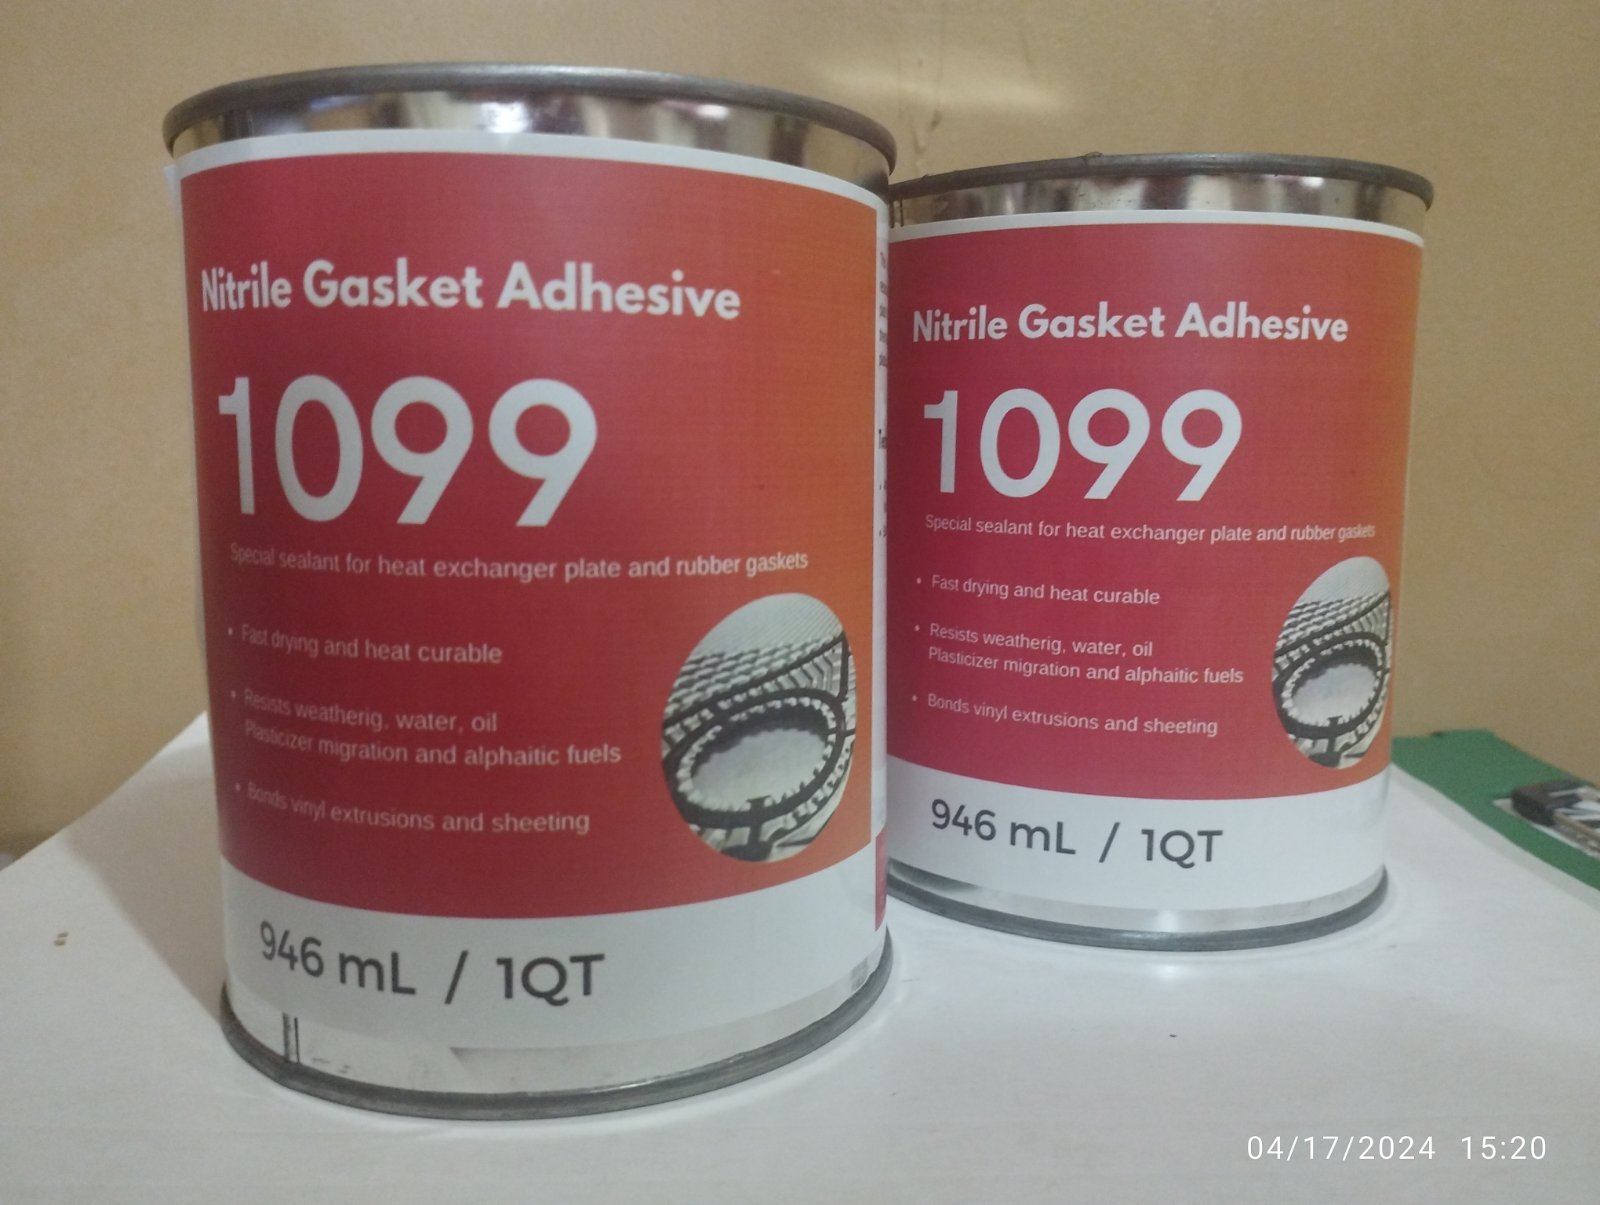 Nitrile Gasket Adhesive
1099
Special sealant for heat exchanger plate and rubber gaskets
• Fast drying and heat curable
• Resists weatherig, water, oil
Plasticizer migration and alphaitic fuels
• Bonds vinyl extrusions and sheeting
946 mL / 1QT
Nitrile Gasket Adhesive
1099
Special sealant for heat exchanger plate and rubber gaskets
• Fast drying and heat curable
• Resists weatherig, water, oil
Plasticizer migration and alphaitic fuels
• Bonds vinyl extrusions and sheeting
946 mL / 1QT
04/17/2024 15:20